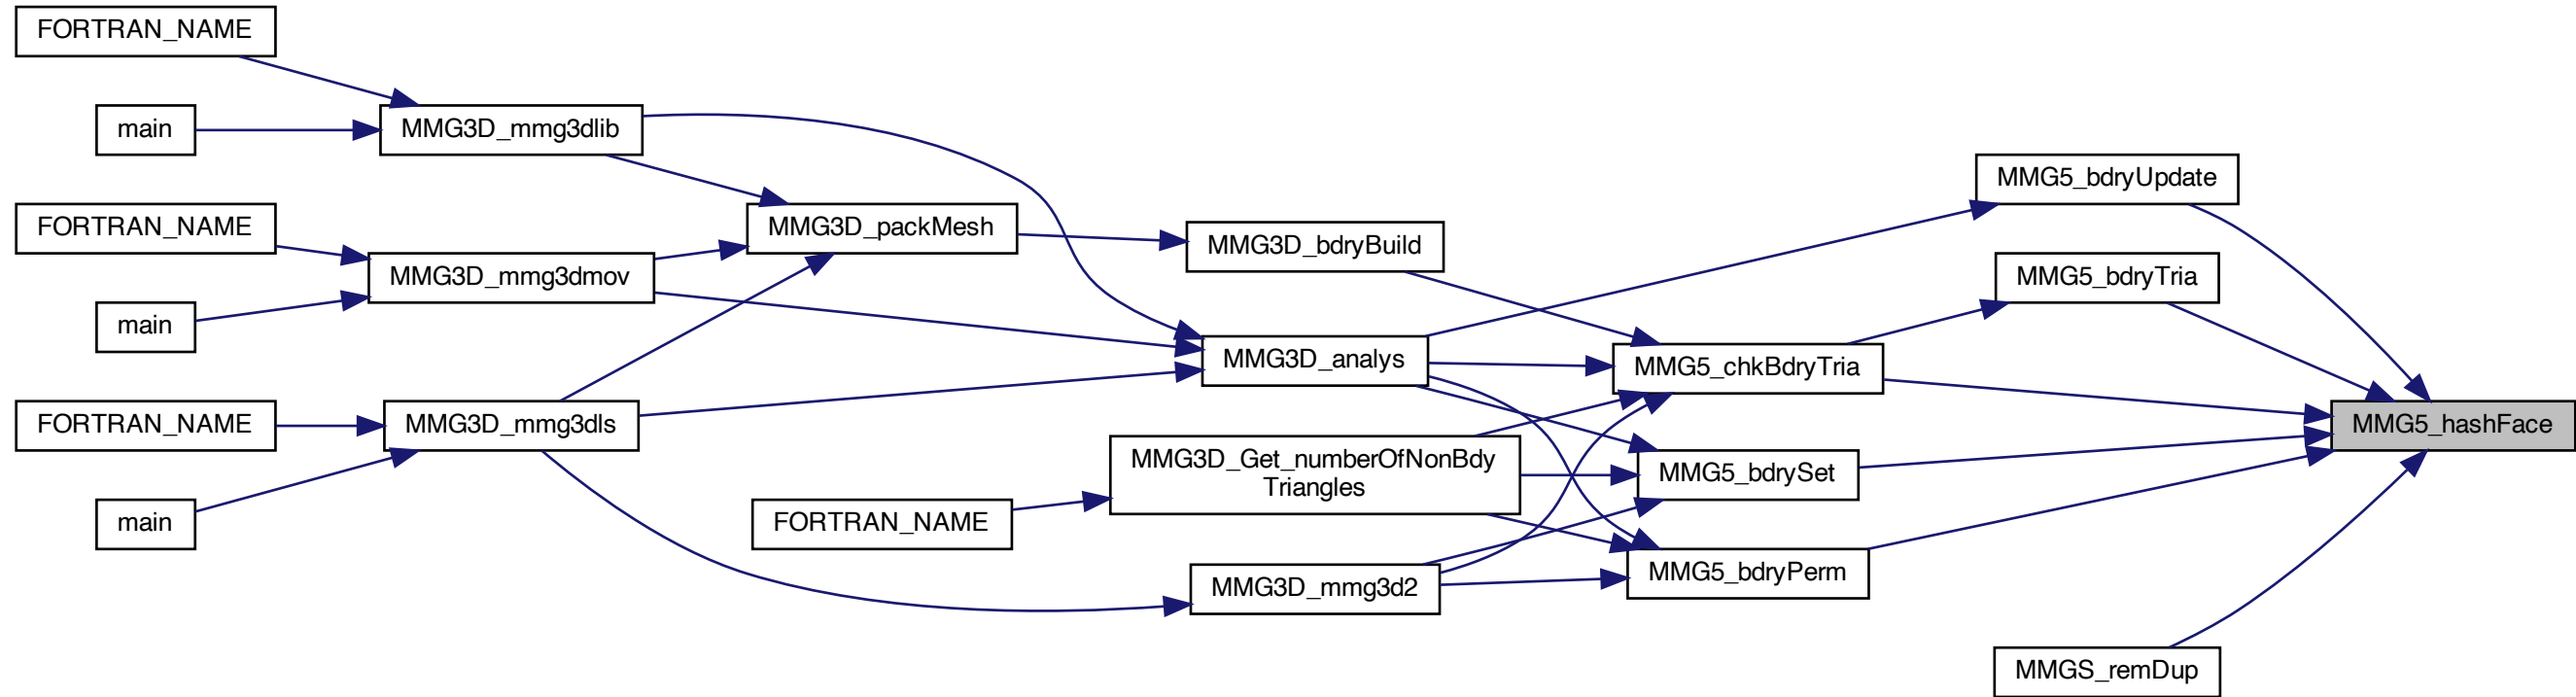 FORTRAN_NAME
main
MMG3D_mmg3dlib
FORTRAN_NAME
main
MMG3D_mmg3dmov
FORTRAN_NAME
main
MMG3D_mmg3dls
MMG3D_packMesh
FORTRAN_NAME
MMG3D_bdryBuild
MMG3D_analys
MMG3D_Get_numberOfNonBdy
Triangles
MMG3D_mmg3d2
MMG5_chkBdryTria
MMG5_bdrySet
MMG5_bdryPerm
MMG5_bdryUpdate
MMG5_bdryTria
MMGS_remDup
MMG5_hashFace